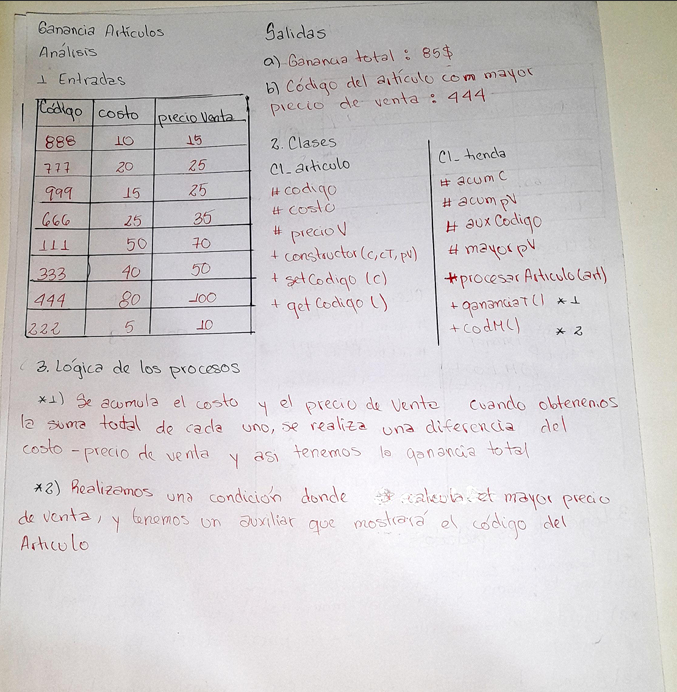 Ganancia Artículos
Análisis
1 Entradas
Código costo precio Venta
888 10 15
777 20 25
999 15 25
666 25 35
111 50 70
333 40 50
444 80 100
222 5 10
Salidas
a) Ganancia total : 85$
b) Código del artículo com mayor
precio de venta : 444
2. Clases
Cl_articulo
# codigo
# costo
# precioV
+ constructor (c, cT, pV)
+ setCodigo (c)
+ getCodigo ()
Cl_tienda
# acumC
# acumpV
# auxCodigo
# mayorpV
+procesarArticulo(art)
+ gananciaT() *1
+ codM() *2
3. Lógica de los procesos
*1) Se acumula el costo y el precio de Venta cuando obtenemos
la suma total de cada uno, se realiza una diferencia del
costo - precio de venta y así tenemos la ganancia total
*2) Realizamos una condición donde calcula el mayor precio
de venta, y tenemos un auxiliar que mostrará el código del
Artículo